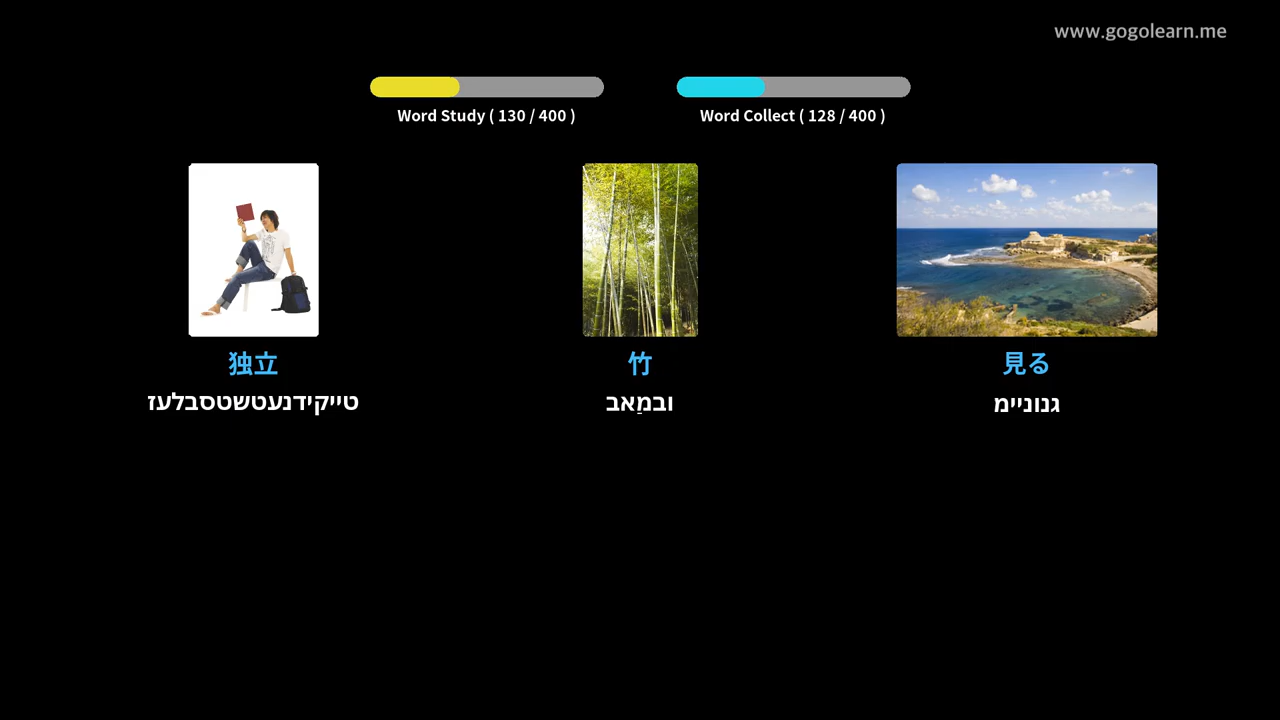 www.gogolearn.me
Word Study ( 130 / 400 )
Word Collect ( 128 / 400 )
独立
竹
見る
טייקידנעטשטסבלעז
ובמַאב
גנוניימ